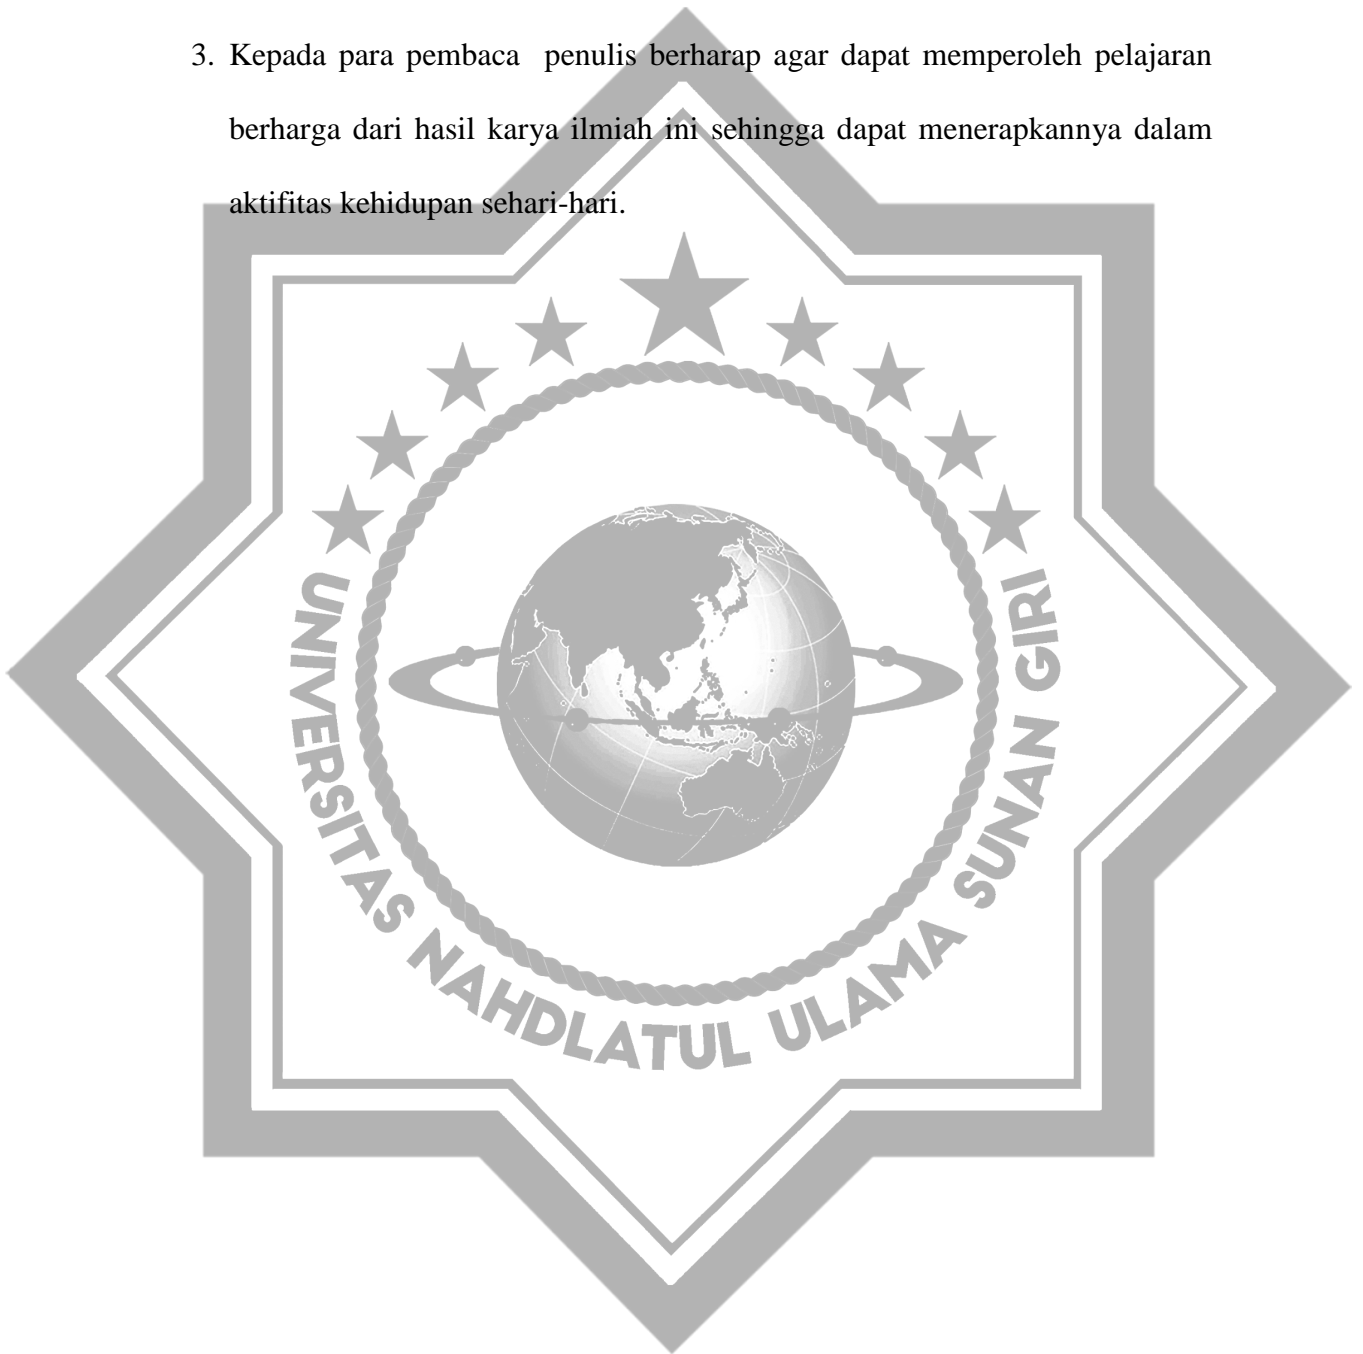 3. Kepada para pembaca  penulis berharap agar dapat memperoleh pelajaran
berharga dari hasil karya ilmiah ini sehingga dapat menerapkannya dalam
aktifitas kehidupan sehari-hari.
UNIVERSITAS NAHDLATUL ULAMA SUNAN GIRI